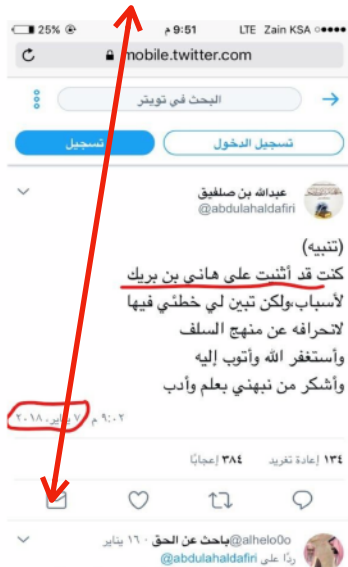 25% 9:51 م LTE Zain KSA
mobile.twitter.com
البحث في تويتر
تسجيل الدخول
تسجيل
عبدالله بن صلفيق
@abdulahaldafiri
(تنبيه)
كنت قد أثنيت على هاني بن بريك
لأسباب،ولكن تبين لي خطئي فيها
لانحرافه عن منهج السلف
وأستغفر الله وأتوب إليه
وأشكر من نبهني بعلم وأدب
٩:٠٢ م ٧ يناير، ٢٠١٨
١٣٤ إعادة تغريد ٣٨٤ إعجابًا
@alhelo0o باحث عن الحق · ١٦ يناير
ردًا على @abdulahaldafiri